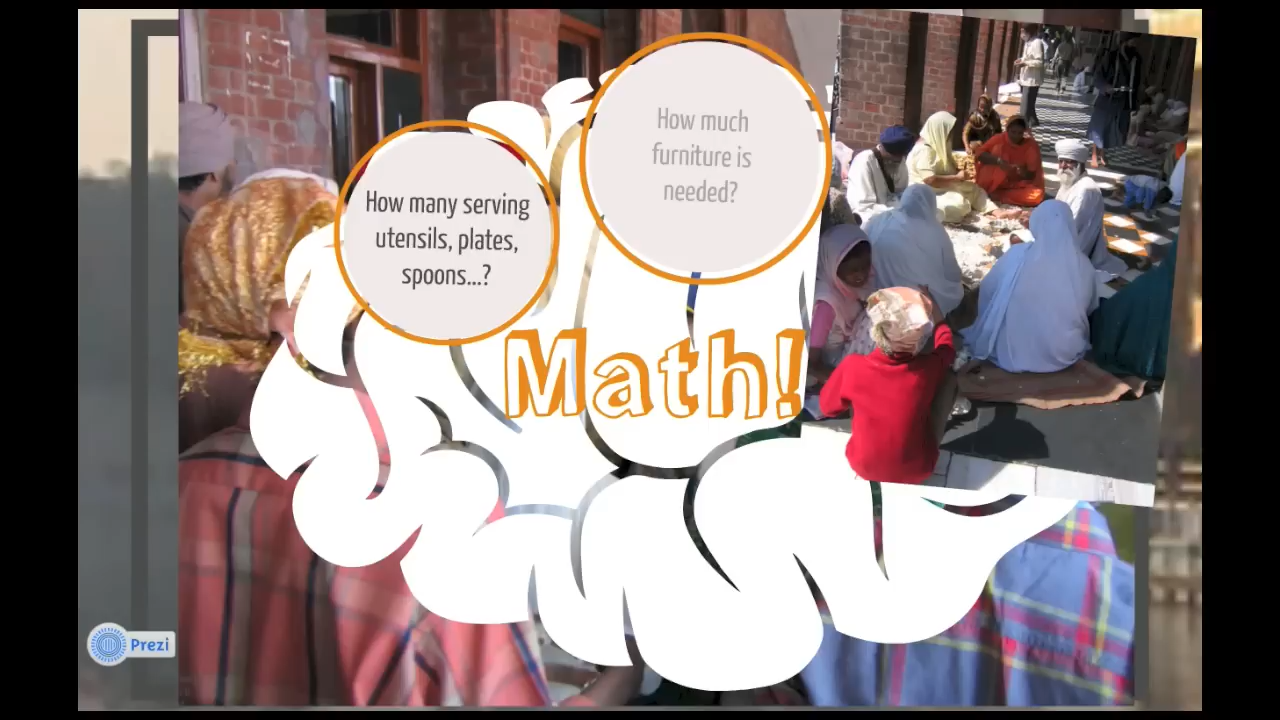 How many serving
utensils, plates,
spoons...?
How much
furniture is
needed?
Math!
Prezi